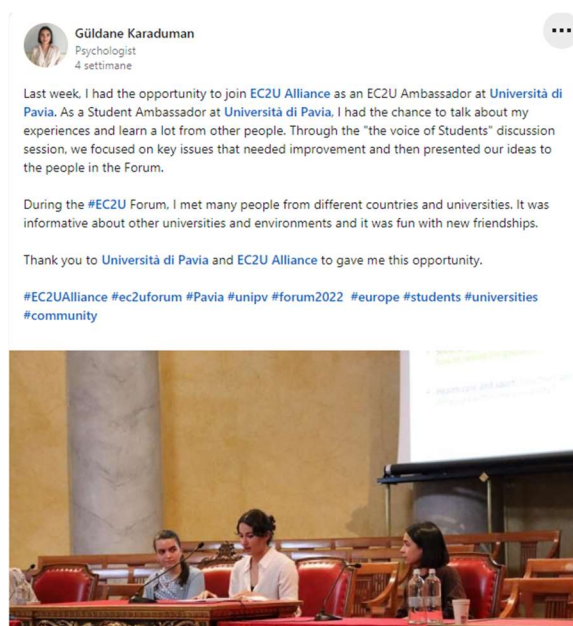 Güldane Karaduman
Psychologist
4 settimane
Last week, I had the opportunity to join EC2U Alliance as an EC2U Ambassador at Università di
Pavia. As a Student Ambassador at Università di Pavia, I had the chance to talk about my
experiences and learn a lot from other people. Through the "the voice of Students" discussion
session, we focused on key issues that needed improvement and then presented our ideas to
the people in the Forum.
During the #EC2U Forum, I met many people from different countries and universities. It was
informative about other universities and environments and it was fun with new friendships.
Thank you to Università di Pavia and EC2U Alliance to gave me this opportunity.
#EC2UAlliance #ec2uforum #Pavia #unipv #forum2022 #europe #students #universities
#community